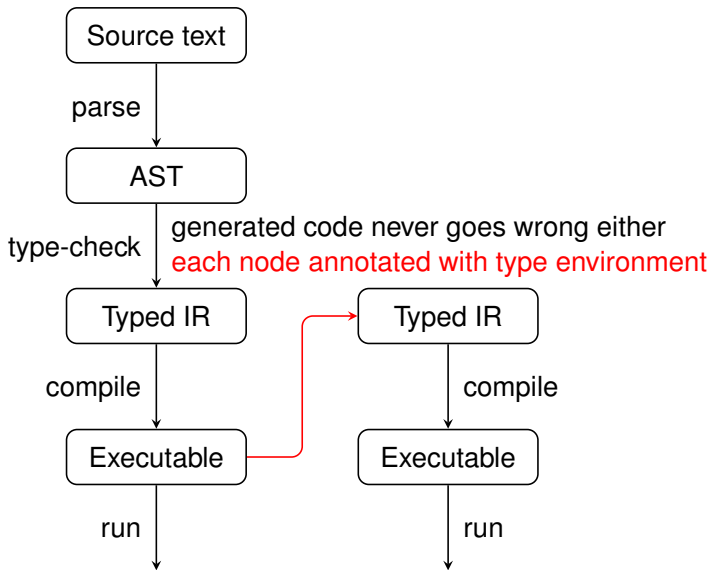 Source text
parse
AST
type-check
generated code never goes wrong either
each node annotated with type environment
Typed IR
Typed IR
compile
compile
Executable
Executable
run
run